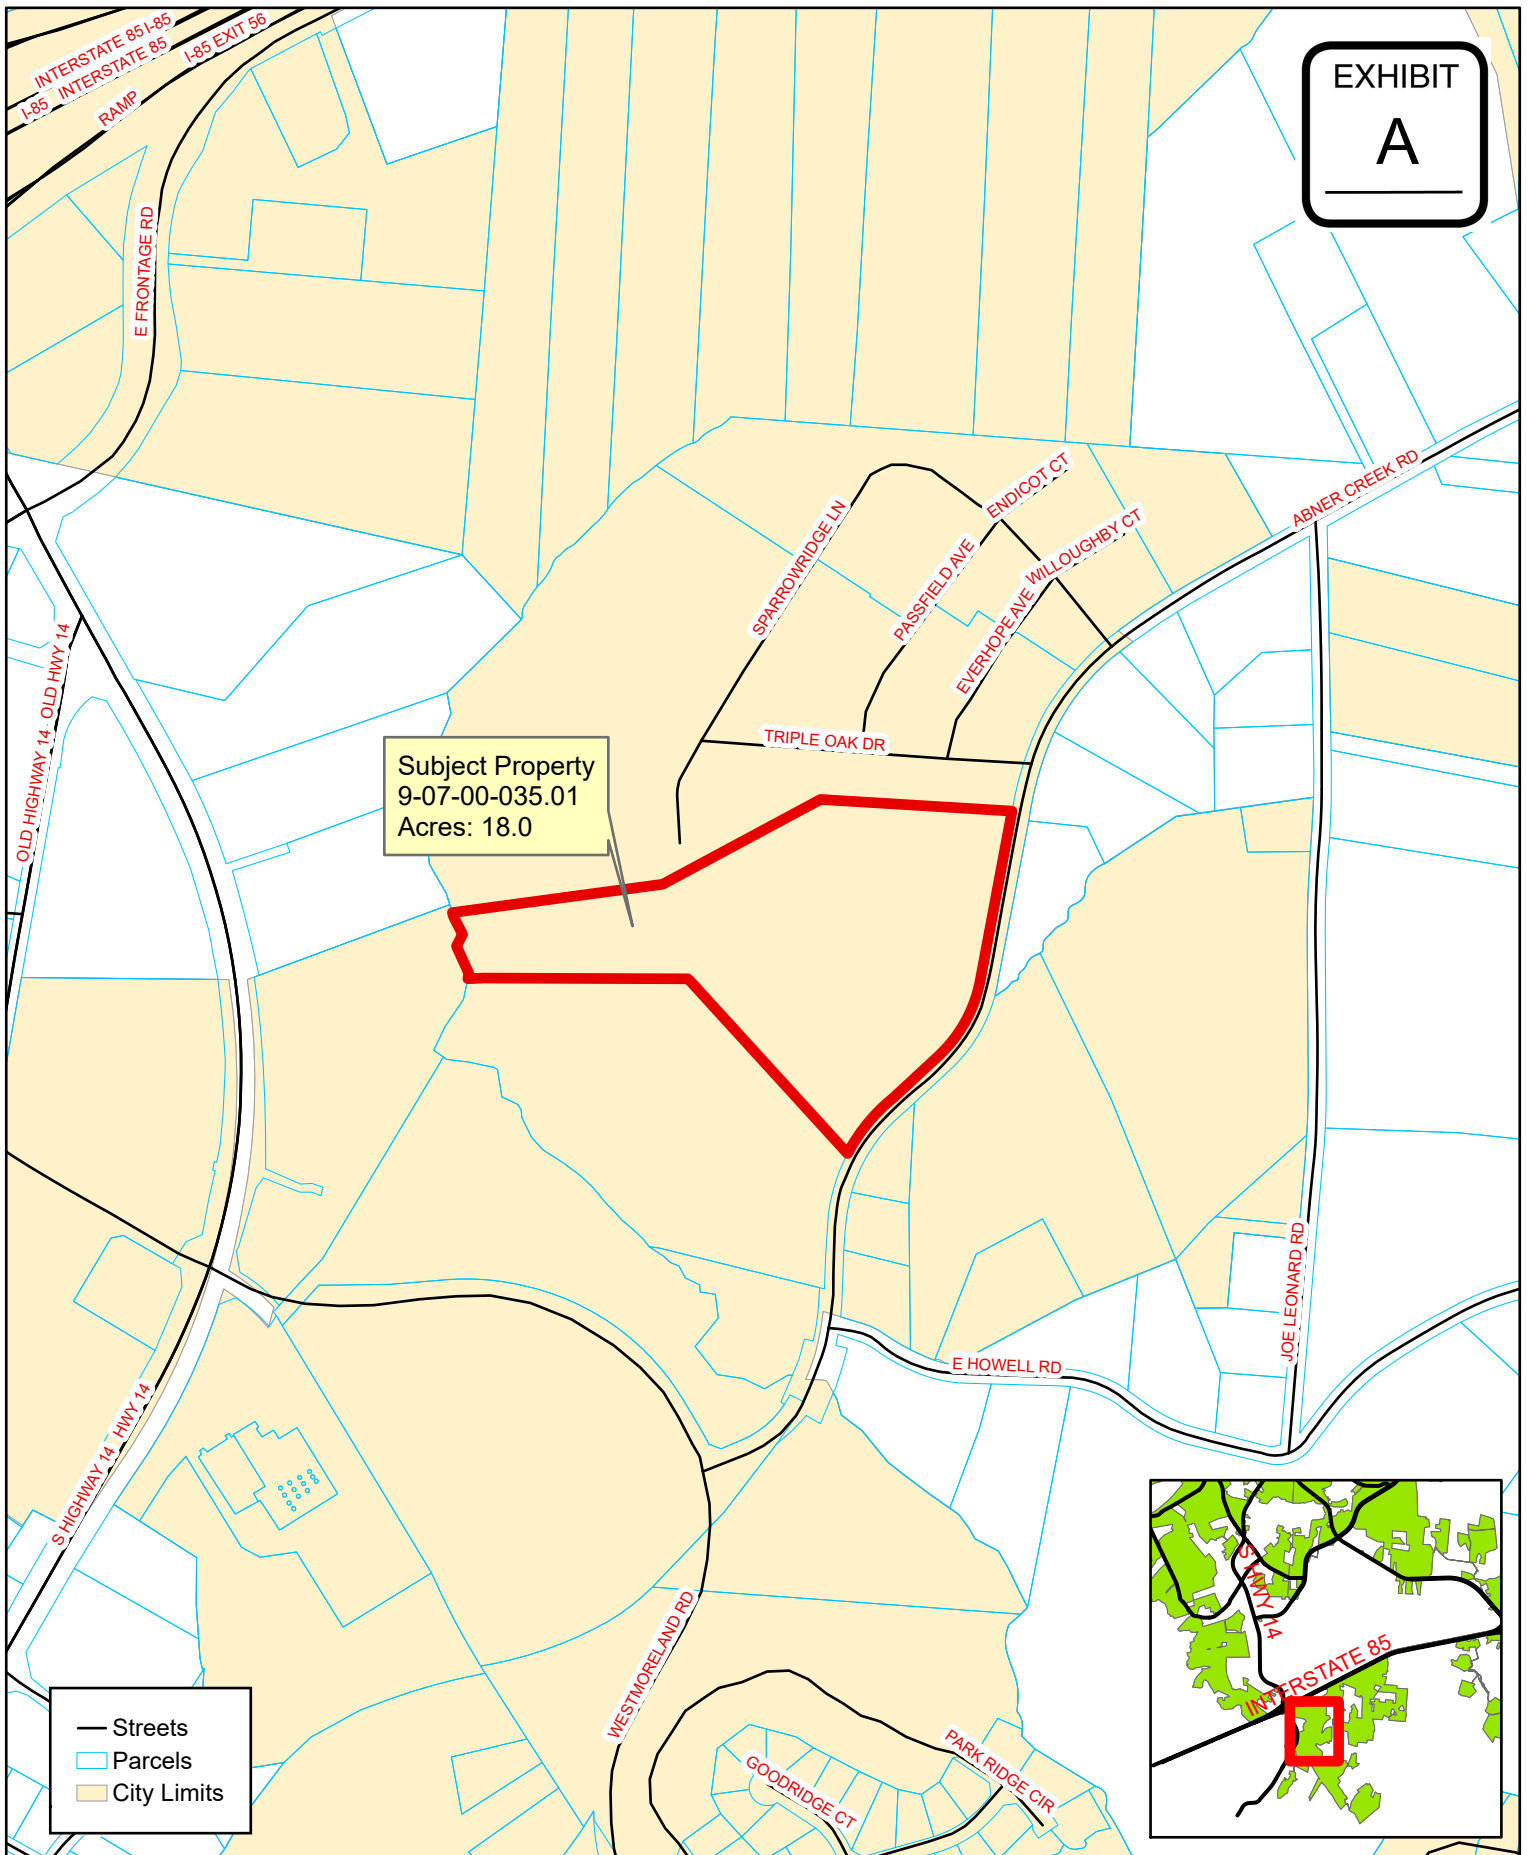 INTERSTATE 85 I-85
I-85 INTERSTATE 85
I-85 EXIT 56
RAMP
EXHIBIT
A
E FRONTAGE RD
ABNER CREEK RD
ENDICOT CT
SPARROWRIDGE LN
PASSFIELD AVE
WILLOUGHBY CT
EVERHOPE AVE
OLD HIGHWAY 14 OLD HWY 14
TRIPLE OAK DR
Subject Property
9-07-00-035.01
Acres: 18.0
JOE LEONARD RD
E HOWELL RD
S HIGHWAY 14 HWY 14
WESTMORELAND RD
PARK RIDGE CIR
GOODRIDGE CT
Streets
Parcels
City Limits
S HWY 14
INTERSTATE 85